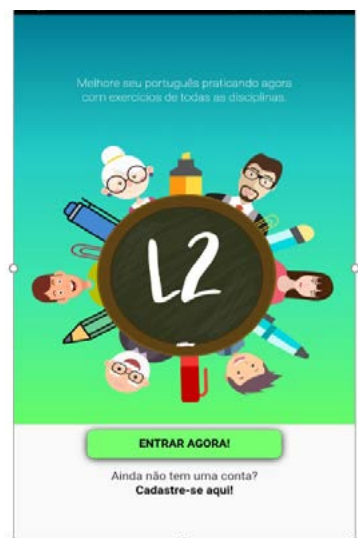 Melhore seu português praticando agora
com exercícios de todas as disciplinas.
L2
ENTRAR AGORA!
Ainda não tem uma conta?
Cadastre-se aqui!